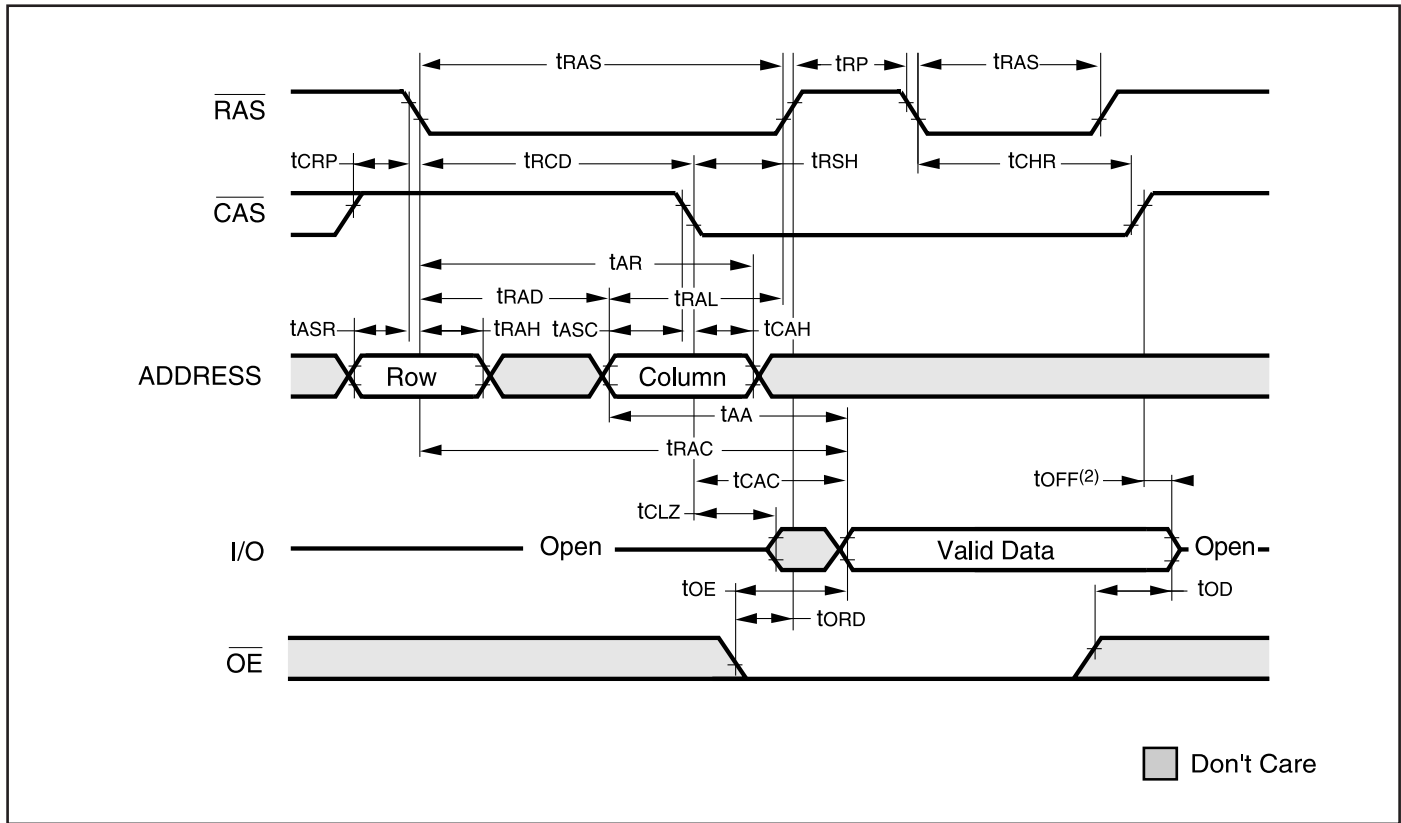 tRAS tRP tRAS
RAS
tCRP tRCD tRSH tCHR
CAS
tAR
tRAD tRAL
tASR tRAH tASC tCAH
ADDRESS Row Column
tAA
tRAC
tCAC tOFF(2)
tCLZ
I/O Open Valid Data Open
tOE tOD
tORD
OE
Don't Care